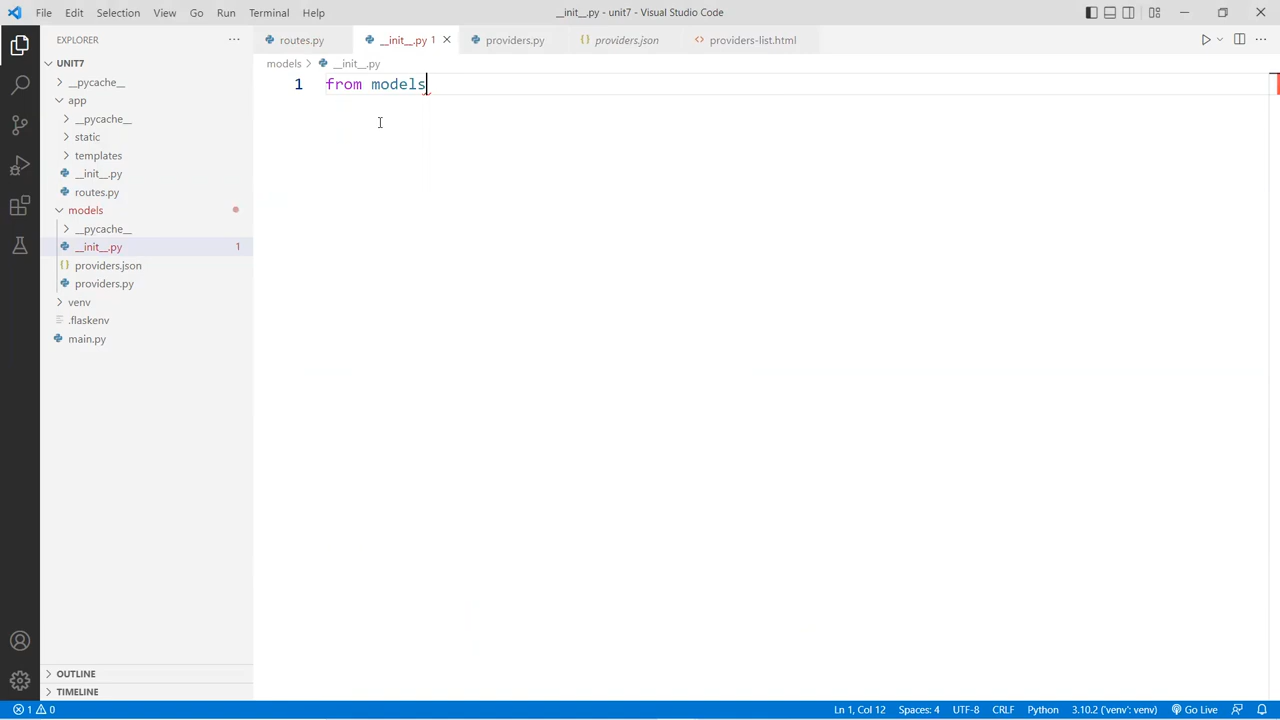 File Edit Selection View Go Run Terminal Help
__init__.py - unit7 - Visual Studio Code
EXPLORER
routes.py
__init__.py 1
providers.py
providers.json
providers-list.html
UNIT7
models
__init__.py
1 from models
__pycache__
app
__pycache__
static
templates
__init__.py
routes.py
models
__pycache__
__init__.py 1
providers.json
providers.py
venv
.flaskenv
main.py
OUTLINE
TIMELINE
1 0
Ln 1, Col 12 Spaces: 4 UTF-8 CRLF Python 3.10.2 ('venv': venv) Go Live